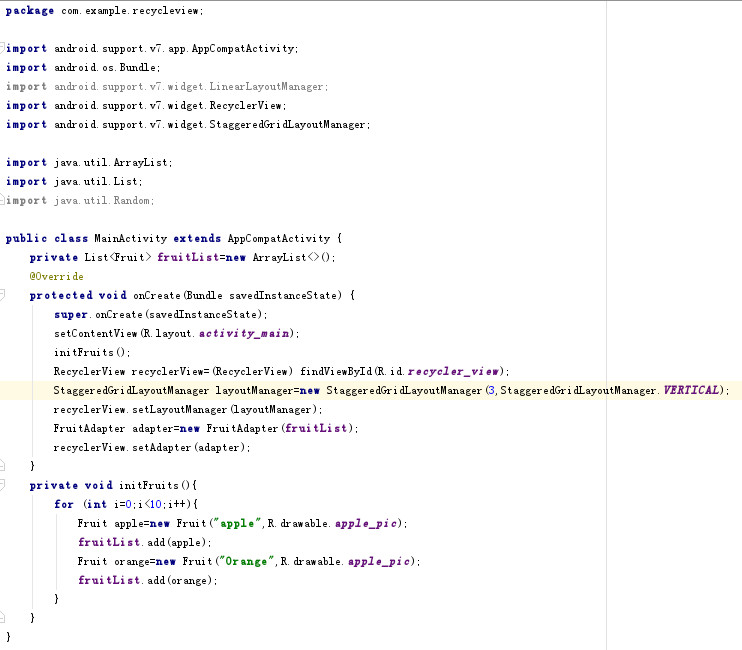 package com.example.recycleview;
import android.support.v7.app.AppCompatActivity;
import android.os.Bundle;
import android.support.v7.widget.LinearLayoutManager;
import android.support.v7.widget.RecyclerView;
import android.support.v7.widget.StaggeredGridLayoutManager;
import java.util.ArrayList;
import java.util.List;
import java.util.Random;
public class MainActivity extends AppCompatActivity {
    private List<Fruit> fruitList=new ArrayList<>();
    @Override
    protected void onCreate(Bundle savedInstanceState) {
        super.onCreate(savedInstanceState);
        setContentView(R.layout.activity_main);
        initFruits();
        RecyclerView recyclerView=(RecyclerView) findViewById(R.id.recycler_view);
        StaggeredGridLayoutManager layoutManager=new StaggeredGridLayoutManager(3,StaggeredGridLayoutManager.VERTICAL);
        recyclerView.setLayoutManager(layoutManager);
        FruitAdapter adapter=new FruitAdapter(fruitList);
        recyclerView.setAdapter(adapter);
    }
    private void initFruits(){
        for (int i=0;i<10;i++){
            Fruit apple=new Fruit("apple",R.drawable.apple_pic);
            fruitList.add(apple);
            Fruit orange=new Fruit("Orange",R.drawable.apple_pic);
            fruitList.add(orange);
        }
    }
}